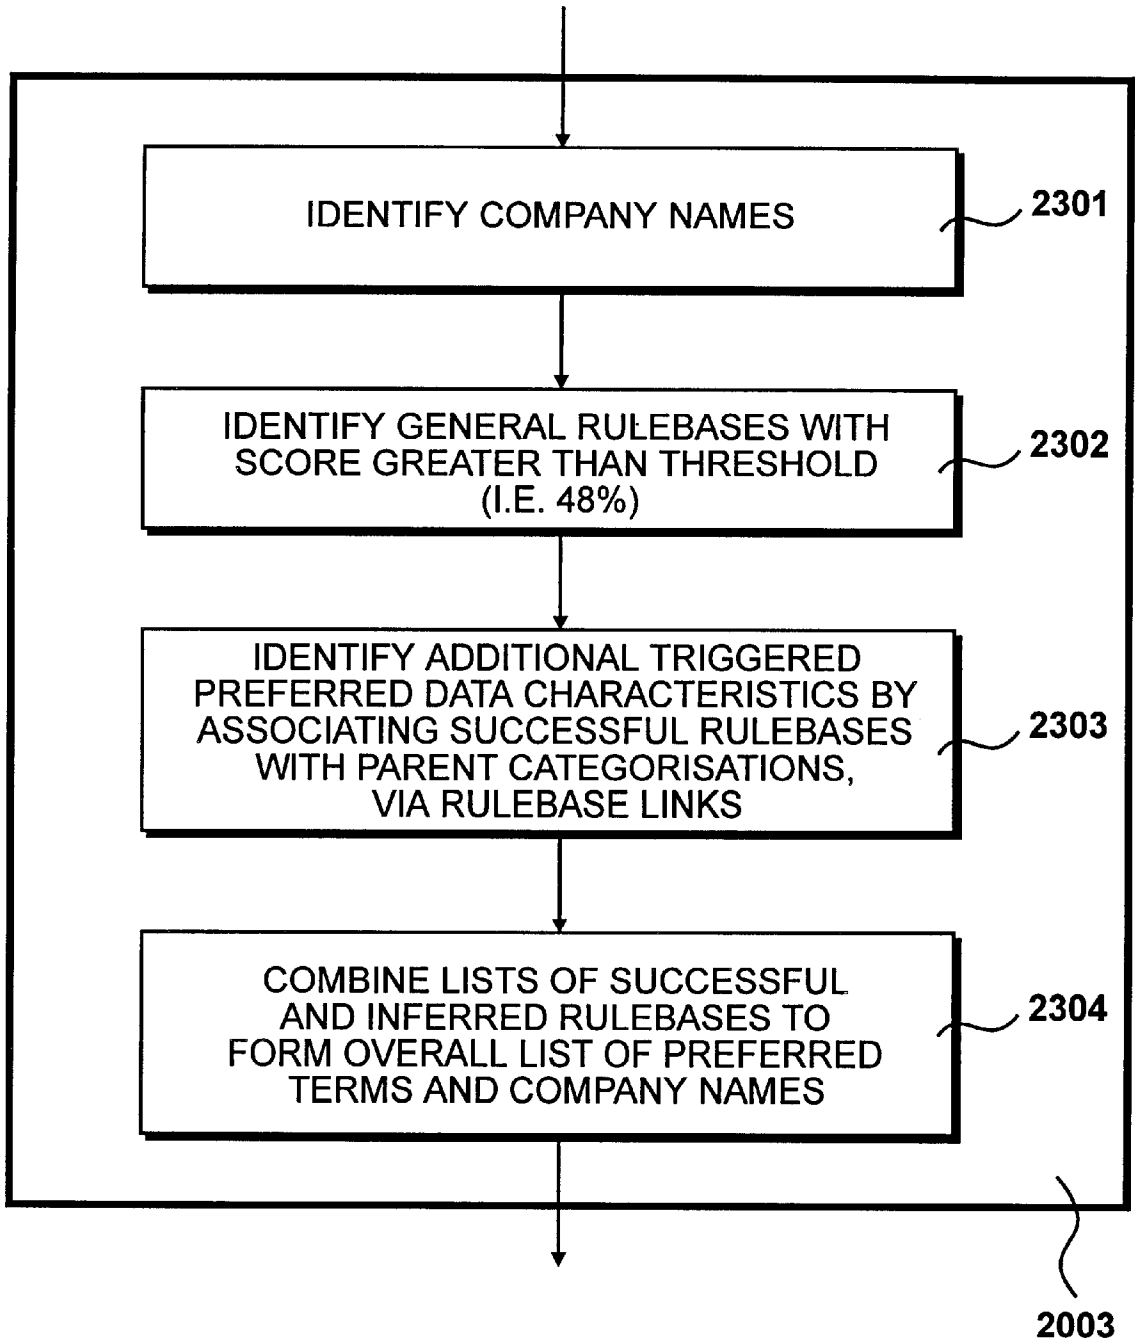 IDENTIFY COMPANY NAMES
2301
IDENTIFY GENERAL RULEBASES WITH
SCORE GREATER THAN THRESHOLD
(I.E. 48%)
2302
IDENTIFY ADDITIONAL TRIGGERED
PREFERRED DATA CHARACTERISTICS BY
ASSOCIATING SUCCESSFUL RULEBASES
WITH PARENT CATEGORISATIONS,
VIA RULEBASE LINKS
2303
COMBINE LISTS OF SUCCESSFUL
AND INFERRED RULEBASES TO
FORM OVERALL LIST OF PREFERRED
TERMS AND COMPANY NAMES
2304
2003